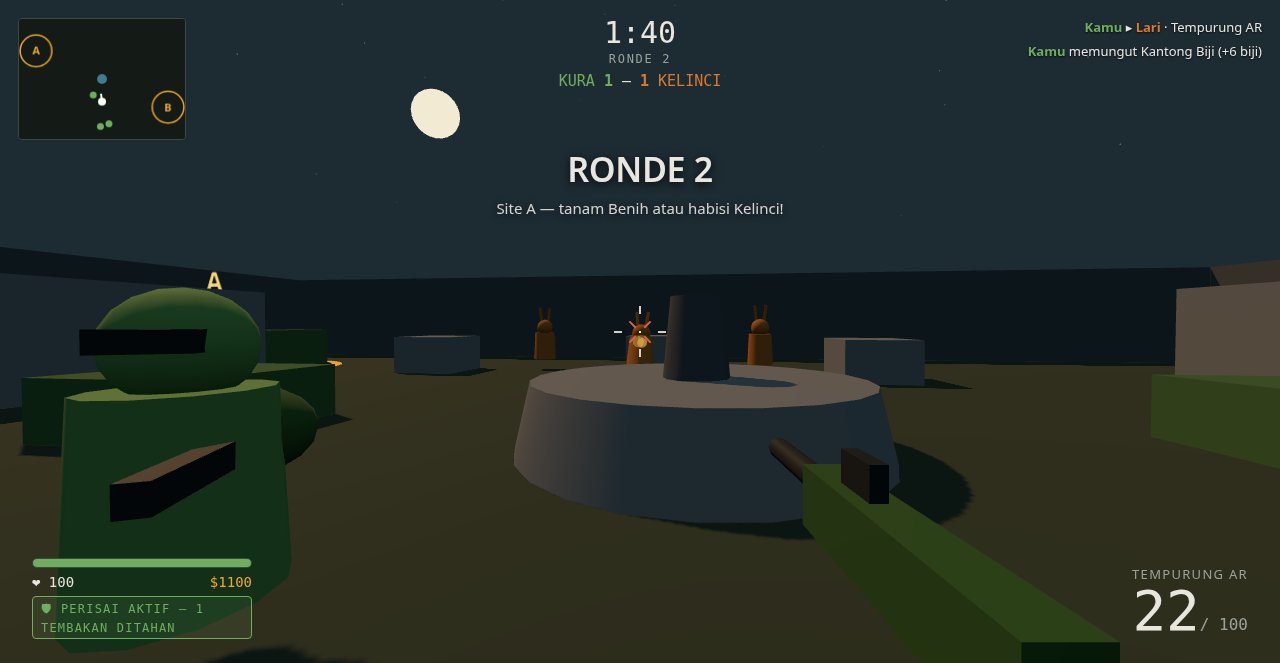 A
B
1:40
RONDE 2
KURA 1 — 1 KELINCI
Kamu ▸ Lari · Tempurung AR
Kamu memungut Kantong Biji (+6 biji)
RONDE 2
Site A — tanam Benih atau habisi Kelinci!
A
❤ 100
$1100
PERISAI AKTIF — 1
TEMBAKAN DITAHAN
TEMPURUNG AR
22 / 100